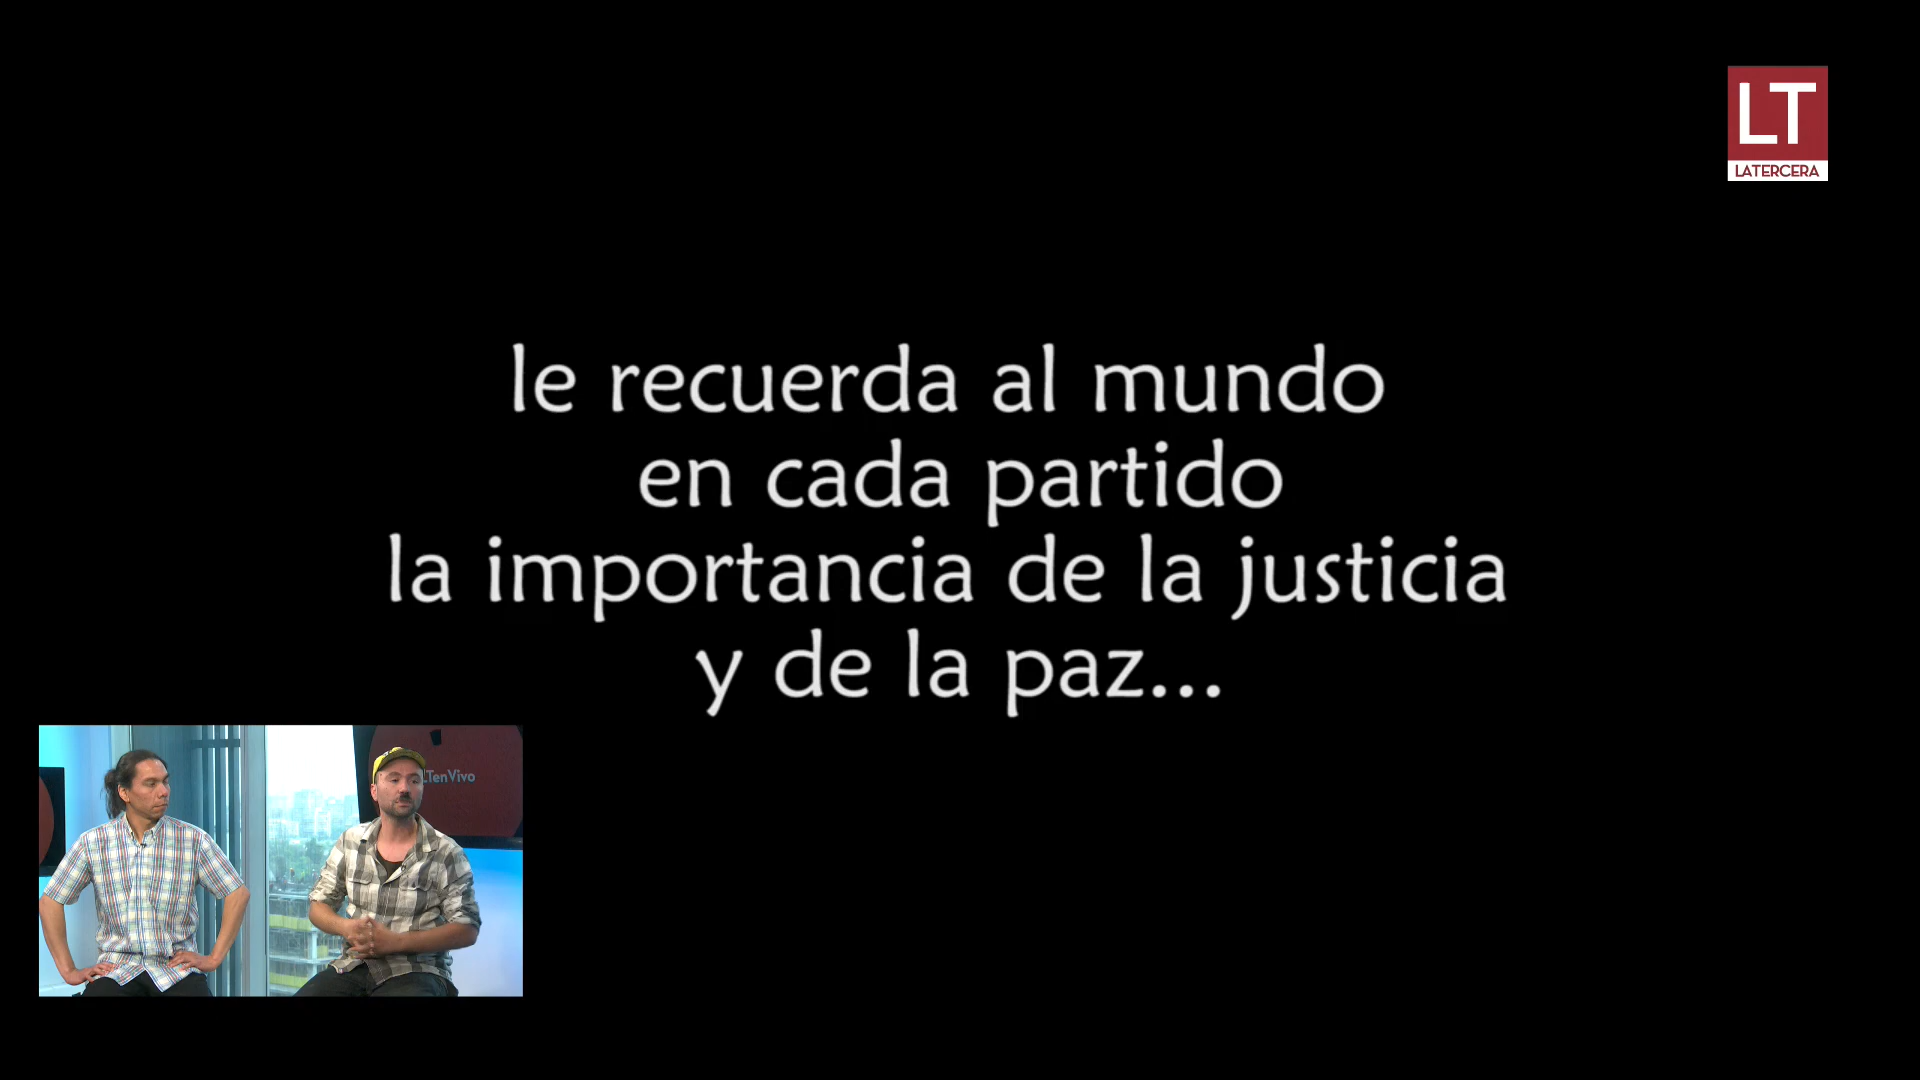 LT
LATERCERA
le recuerda al mundo
en cada partido
la importancia de la justicia
y de la paz...
LTenVivo